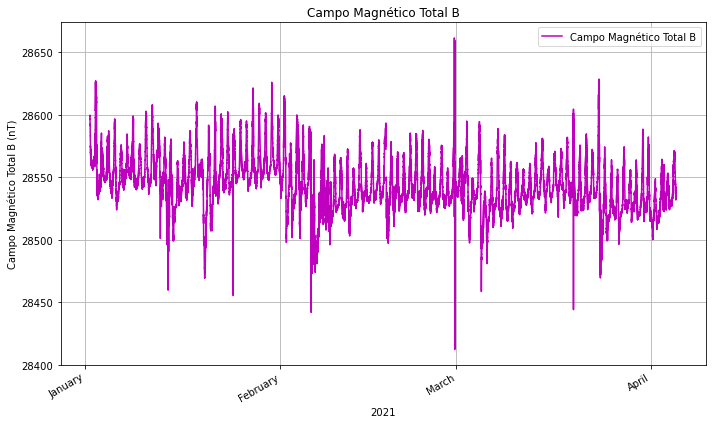 Campo Magnético Total B
Campo Magnético Total B
28650
28600
28550
28500
28450
28400
Campo Magnético Total B (nT)
January
February
March
April
2021